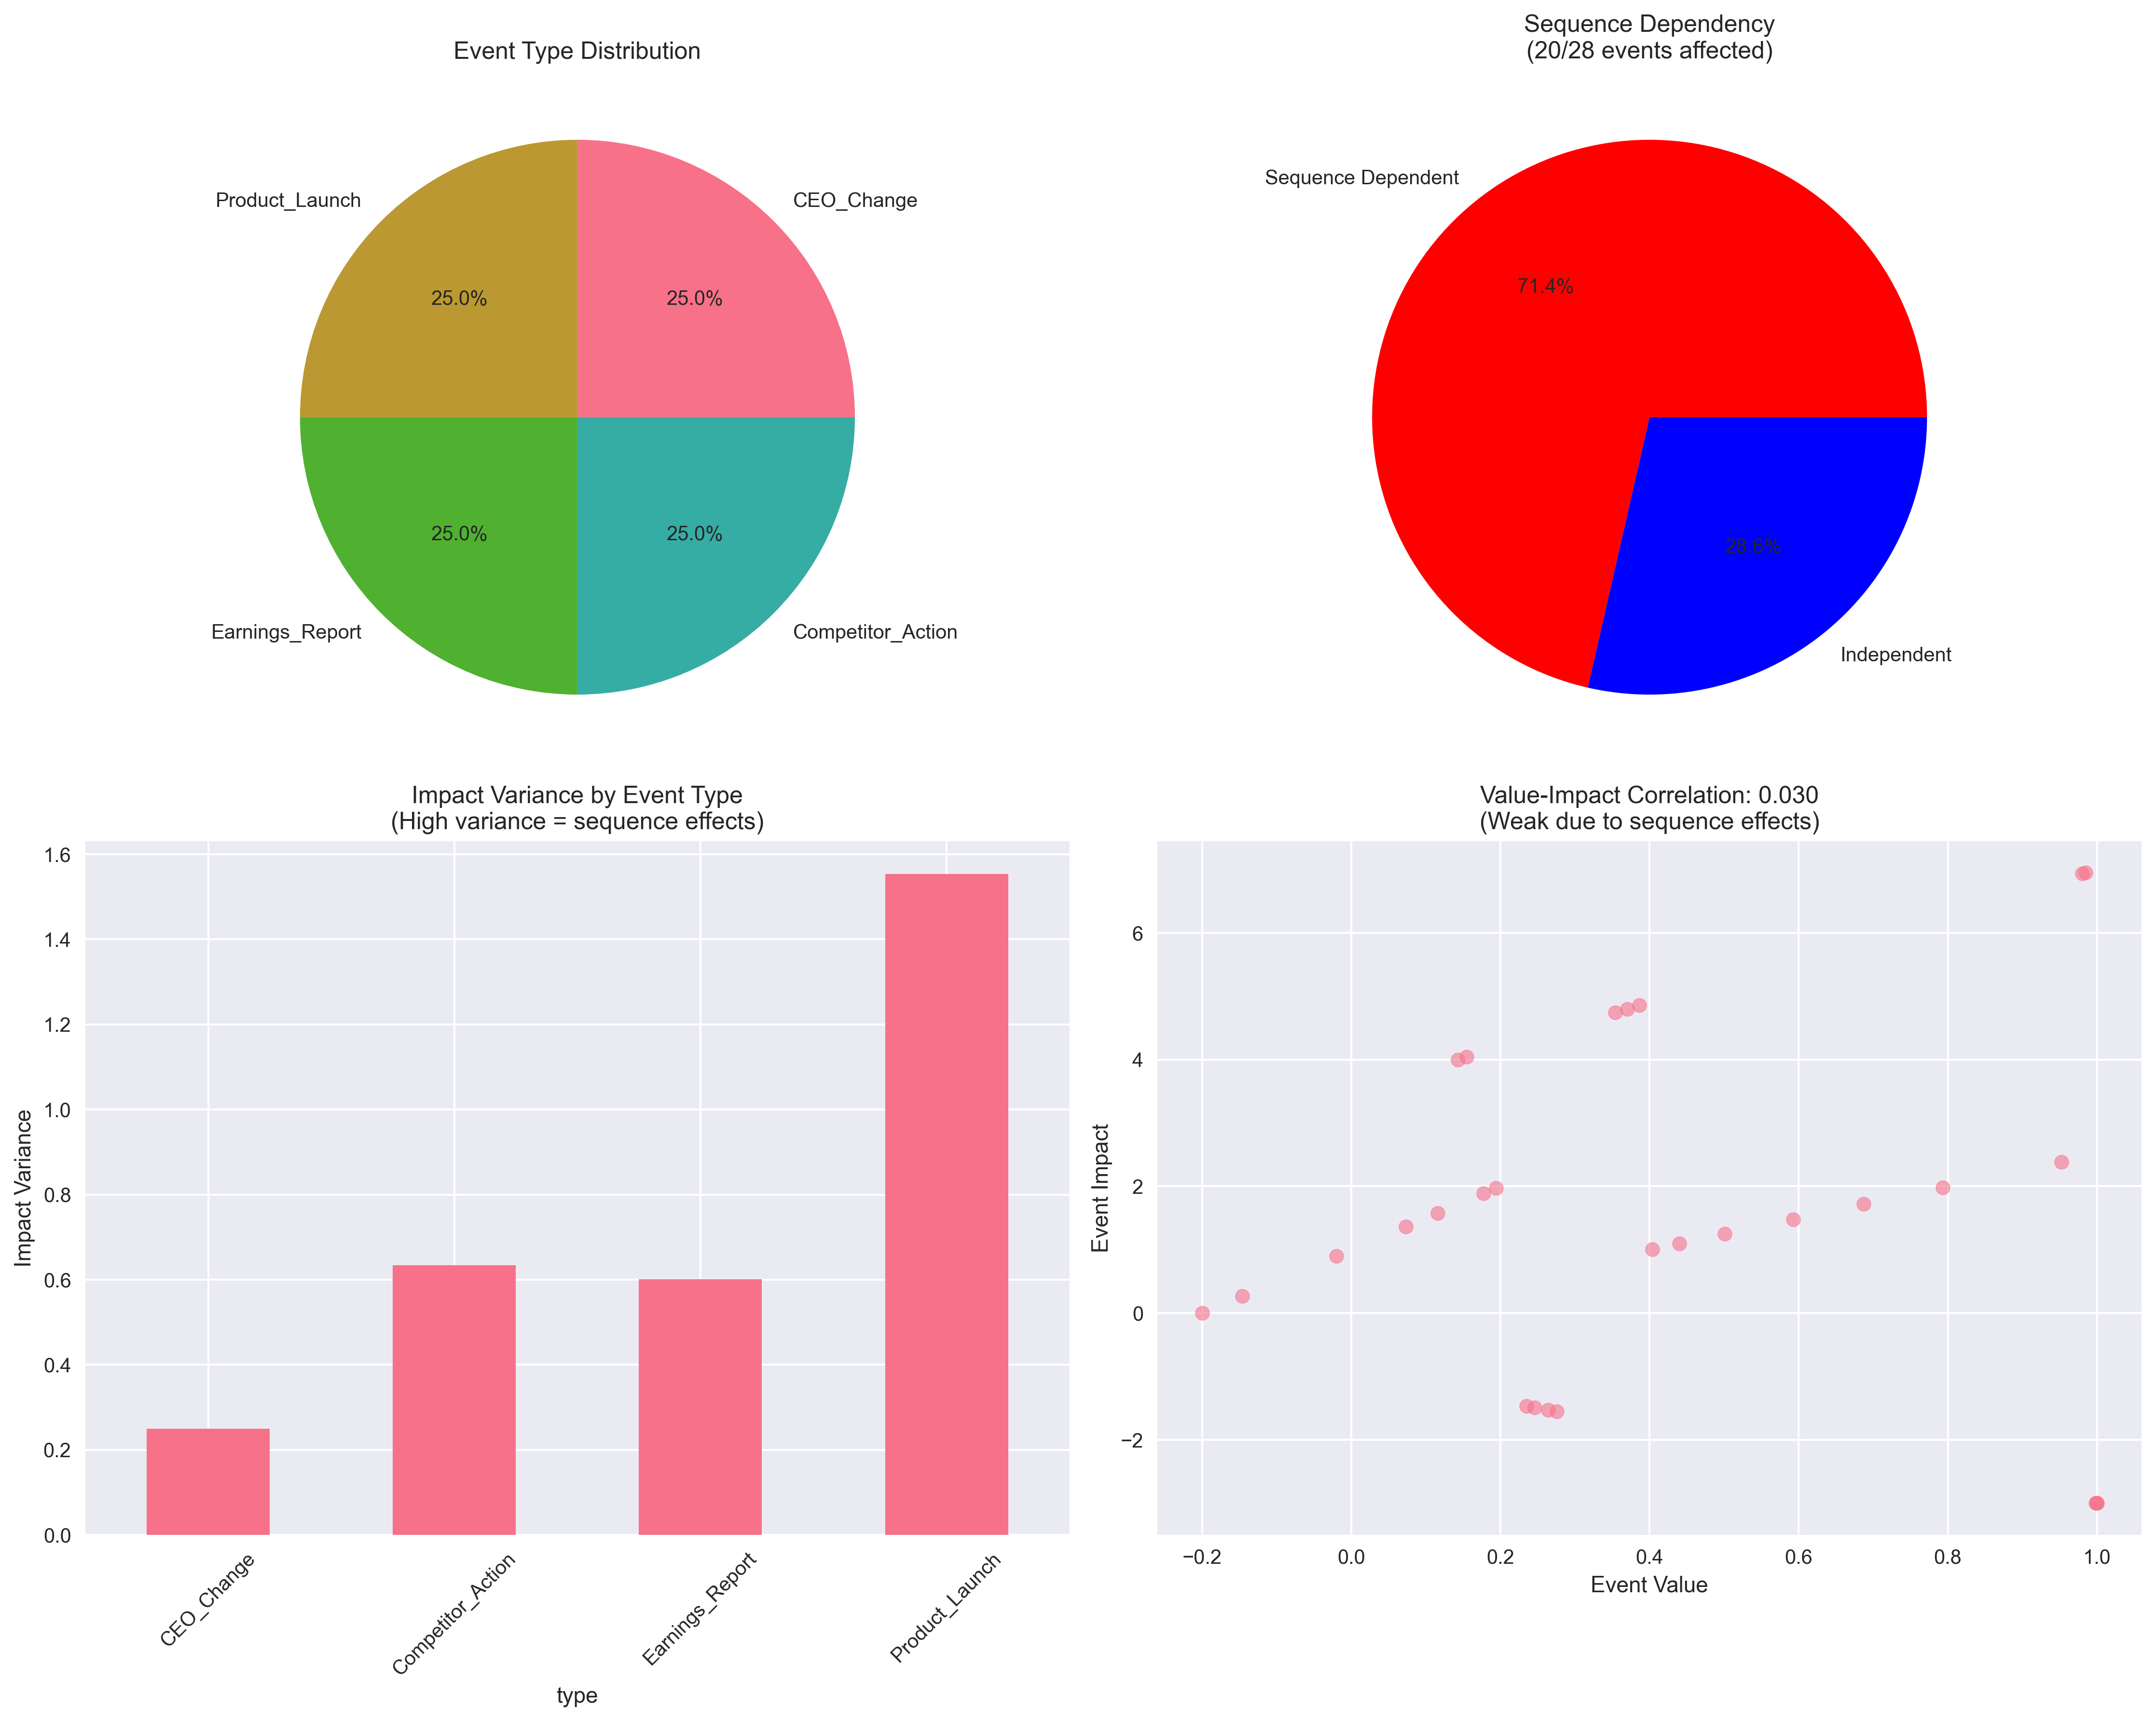 Event Type Distribution
Product_Launch
CEO_Change
25.0%
25.0%
25.0%
25.0%
Earnings_Report
Competitor_Action
Sequence Dependency
(20/28 events affected)
Sequence Dependent
71.4%
28.6%
Independent
Impact Variance by Event Type
(High variance = sequence effects)
Impact Variance
1.6
1.4
1.2
1.0
0.8
0.6
0.4
0.2
0.0
CEO_Change
Competitor_Action
Earnings_Report
Product_Launch
type
Value-Impact Correlation: 0.030
(Weak due to sequence effects)
Event Impact
6
4
2
0
−2
−0.2
0.0
0.2
0.4
0.6
0.8
1.0
Event Value